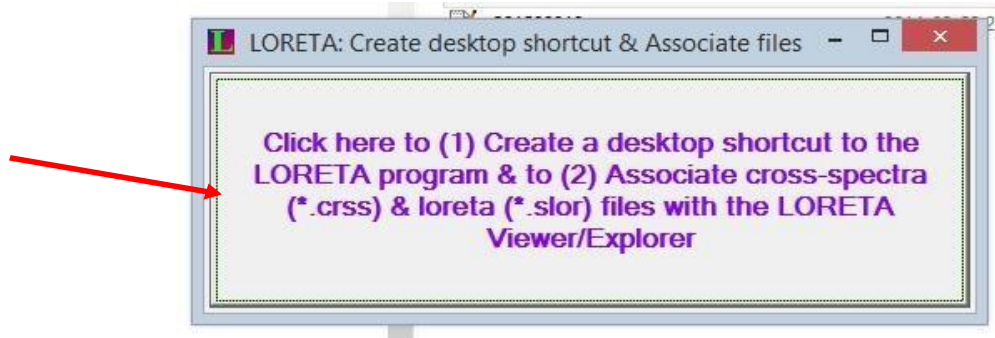 LORETA: Create desktop shortcut & Associate files
Click here to (1) Create a desktop shortcut to the
LORETA program & to (2) Associate cross-spectra
(*.crss) & loreta (*.slor) files with the LORETA
Viewer/Explorer